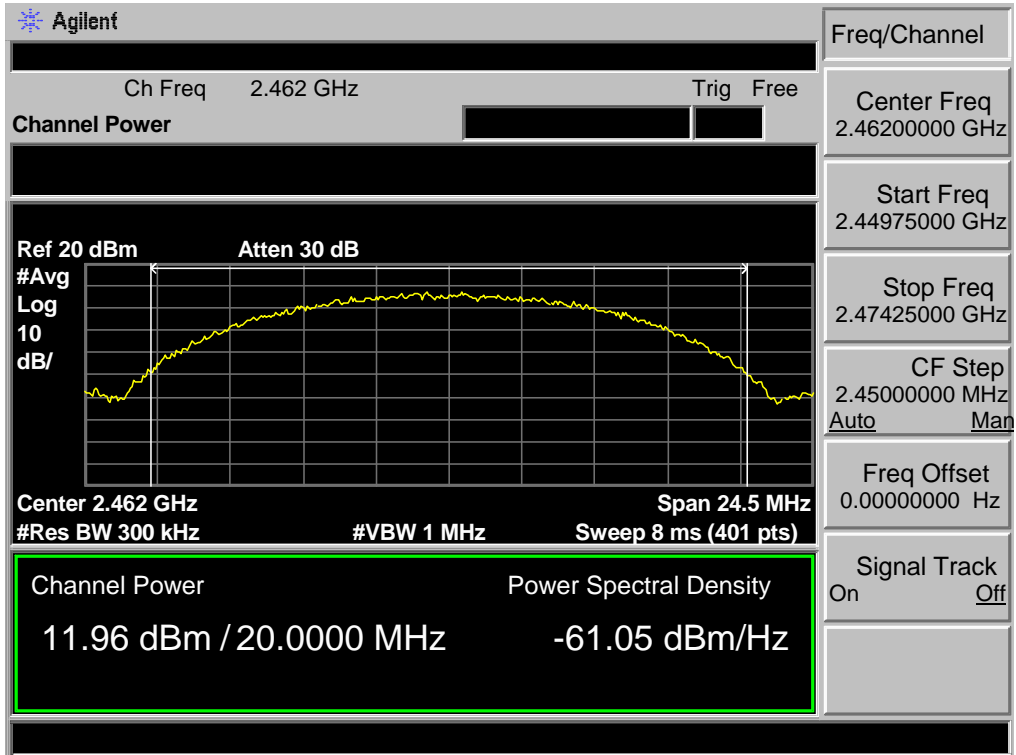 Agilent
Freq/Channel
Ch Freq 2.462 GHz Trig Free
Channel Power
Center Freq
2.46200000 GHz
Start Freq
2.44975000 GHz
Ref 20 dBm Atten 30 dB
#Avg
Log
10
dB/
Stop Freq
2.47425000 GHz
CF Step
2.45000000 MHz
Auto Man
Center 2.462 GHz Span 24.5 MHz
#Res BW 300 kHz #VBW 1 MHz Sweep 8 ms (401 pts)
Freq Offset
0.00000000 Hz
Channel Power Power Spectral Density
11.96 dBm / 20.0000 MHz -61.05 dBm/Hz
Signal Track
On Off